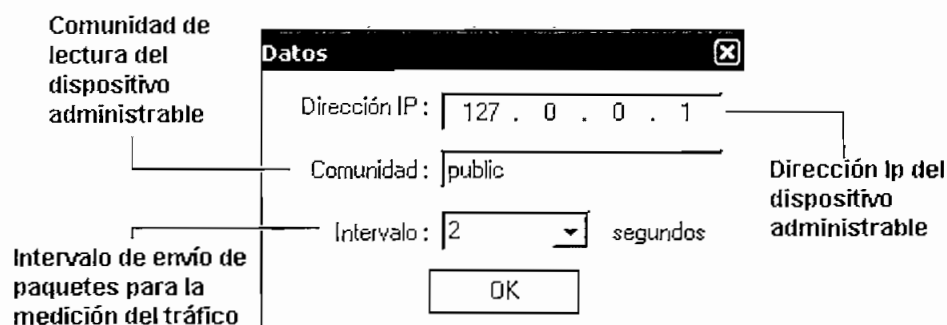 Comunidad de
lectura del
dispositivo
administrable
Datos
Dirección IP: 127 . 0 . 0 . 1
Comunidad: public
Intervalo: 2 segundos
OK
Dirección Ip del
dispositivo
administrable
Intervalo de envío de
paquetes para la
medición del tráfico